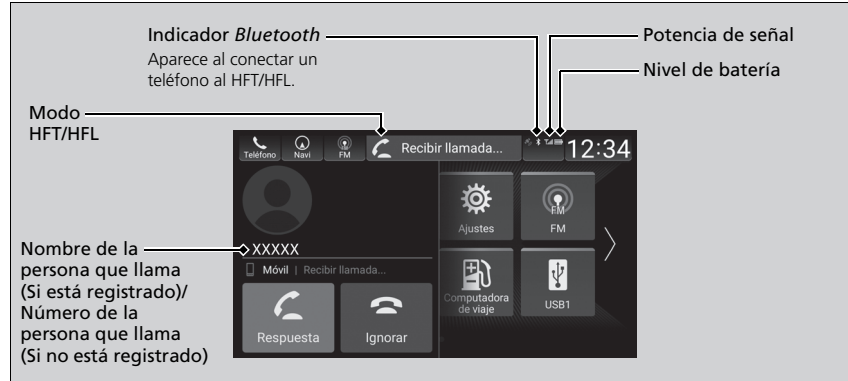 Indicador Bluetooth
Aparece al conectar un
teléfono al HFT/HFL.
Potencia de señal
Nivel de batería
Modo
HFT/HFL
Teléfono
Navi
FM
Recibir llamada...
12:34
XXXXX
Móvil | Recibir llamada...
Respuesta
Ignorar
Ajustes
FM
FM
Computadora
de viaje
USB1
Nombre de la
persona que llama
(Si está registrado)/
Número de la
persona que llama
(Si no está registrado)